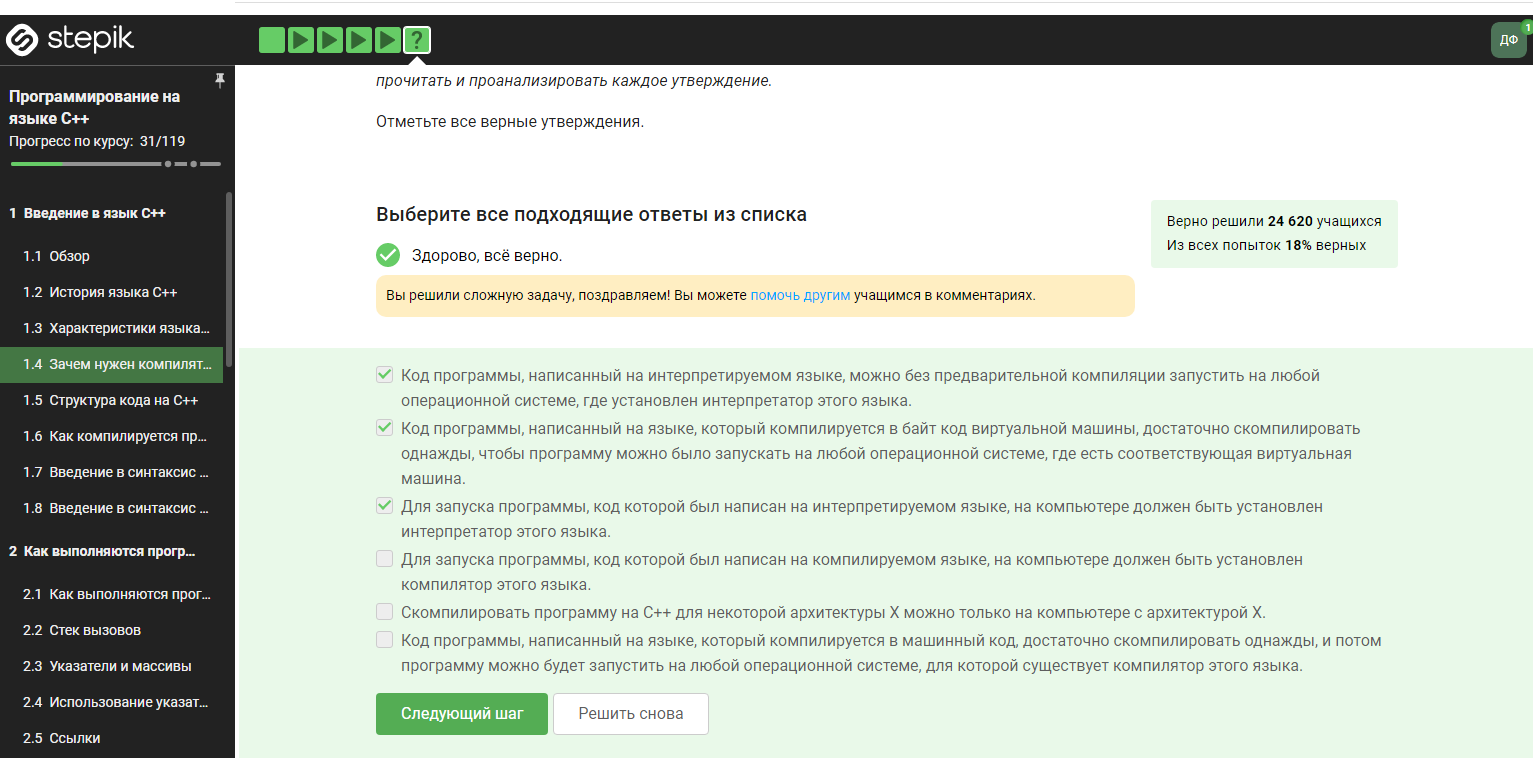 stepik
?
ДФ
1
Программирование на
языке C++
Прогресс по курсу: 31/119
1 Введение в язык C++
1.1 Обзор
1.2 История языка C++
1.3 Характеристики языка...
1.4 Зачем нужен компилят...
1.5 Структура кода на C++
1.6 Как компилируется пр...
1.7 Введение в синтаксис ...
1.8 Введение в синтаксис ...
2 Как выполняются прогр...
2.1 Как выполняются прог...
2.2 Стек вызовов
2.3 Указатели и массивы
2.4 Использование указат...
2.5 Ссылки
прочитать и проанализировать каждое утверждение.
Отметьте все верные утверждения.
Выберите все подходящие ответы из списка
Здорово, всё верно.
Вы решили сложную задачу, поздравляем! Вы можете помочь другим учащимся в комментариях.
Верно решили 24 620 учащихся
Из всех попыток 18% верных
Код программы, написанный на интерпретируемом языке, можно без предварительной компиляции запустить на любой
операционной системе, где установлен интерпретатор этого языка.
Код программы, написанный на языке, который компилируется в байт код виртуальной машины, достаточно скомпилировать
однажды, чтобы программу можно было запускать на любой операционной системе, где есть соответствующая виртуальная
машина.
Для запуска программы, код которой был написан на интерпретируемом языке, на компьютере должен быть установлен
интерпретатор этого языка.
Для запуска программы, код которой был написан на компилируемом языке, на компьютере должен быть установлен
компилятор этого языка.
Скомпилировать программу на C++ для некоторой архитектуры X можно только на компьютере с архитектурой X.
Код программы, написанный на языке, который компилируется в машинный код, достаточно скомпилировать однажды, и потом
программу можно будет запустить на любой операционной системе, для которой существует компилятор этого языка.
Следующий шаг
Решить снова